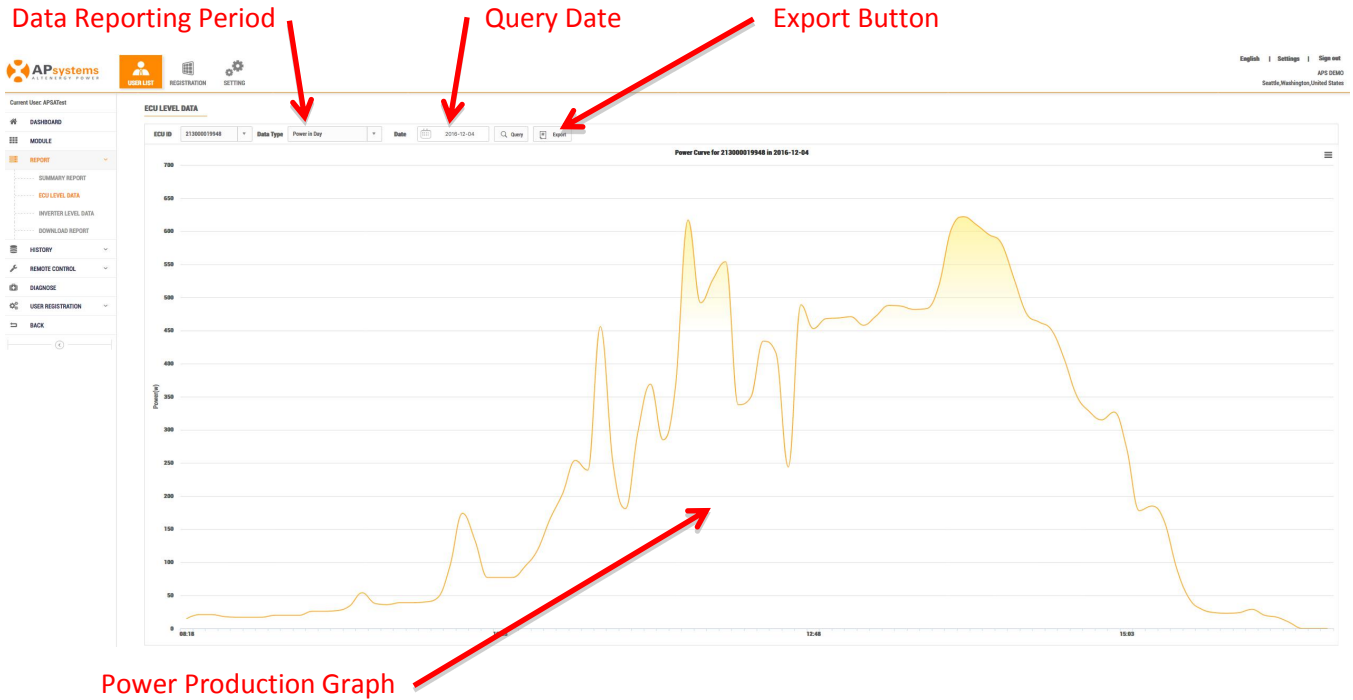 Data Reporting Period Query Date Export Button
APsystems
ALTENERGY POWER
USER LIST REGISTRATION SETTING
English | Settings | Sign out
APS DEMO
Seattle,Washington,United States
Current User: APSATest
ECU LEVEL DATA
DASHBOARD
MODULE
REPORT
SUMMARY REPORT
ECU LEVEL DATA
INVERTER LEVEL DATA
DOWNLOAD REPORT
HISTORY
REMOTE CONTROL
DIAGNOSE
USER REGISTRATION
BACK
ECU ID 213000019948 Data Type Power in Day Date 2016-12-04 Query Export
Power Curve for 213000019948 in 2016-12-04
700
650
600
550
500
450
400
350
300
250
200
150
100
50
0
Power(w)
08:18 12:48 15:03
Power Production Graph